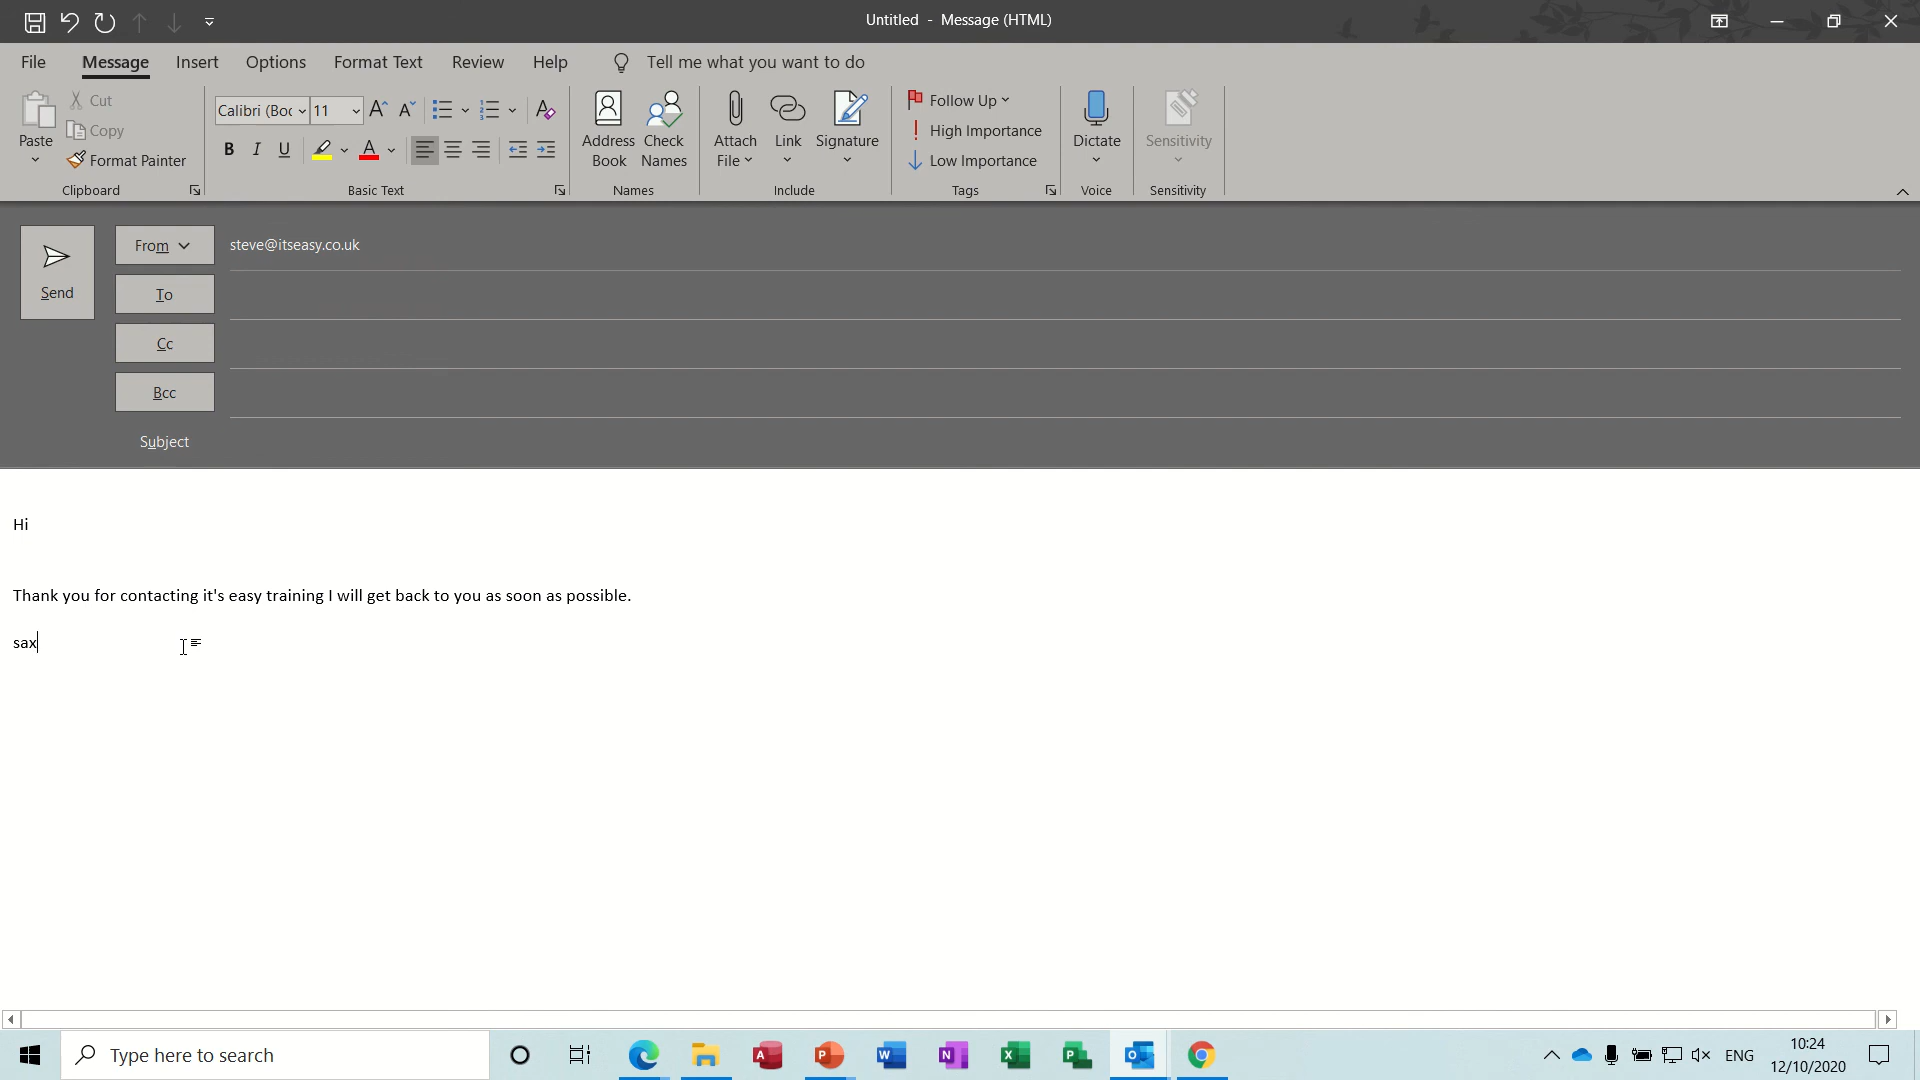 Untitled - Message (HTML)
File Message Insert Options Format Text Review Help Tell me what you want to do
Paste
Cut
Copy
Format Painter
Clipboard
Calibri (Boc 11
B I U
Basic Text
Address Book
Check Names
Names
Attach File
Link
Signature
Include
Follow Up
High Importance
Low Importance
Tags
Dictate
Voice
Sensitivity
Sensitivity
Send
From steve@itseasy.co.uk
To
Cc
Bcc
Subject
Hi
Thank you for contacting it's easy training I will get back to you as soon as possible.
sax
Type here to search
ENG
10:24
12/10/2020